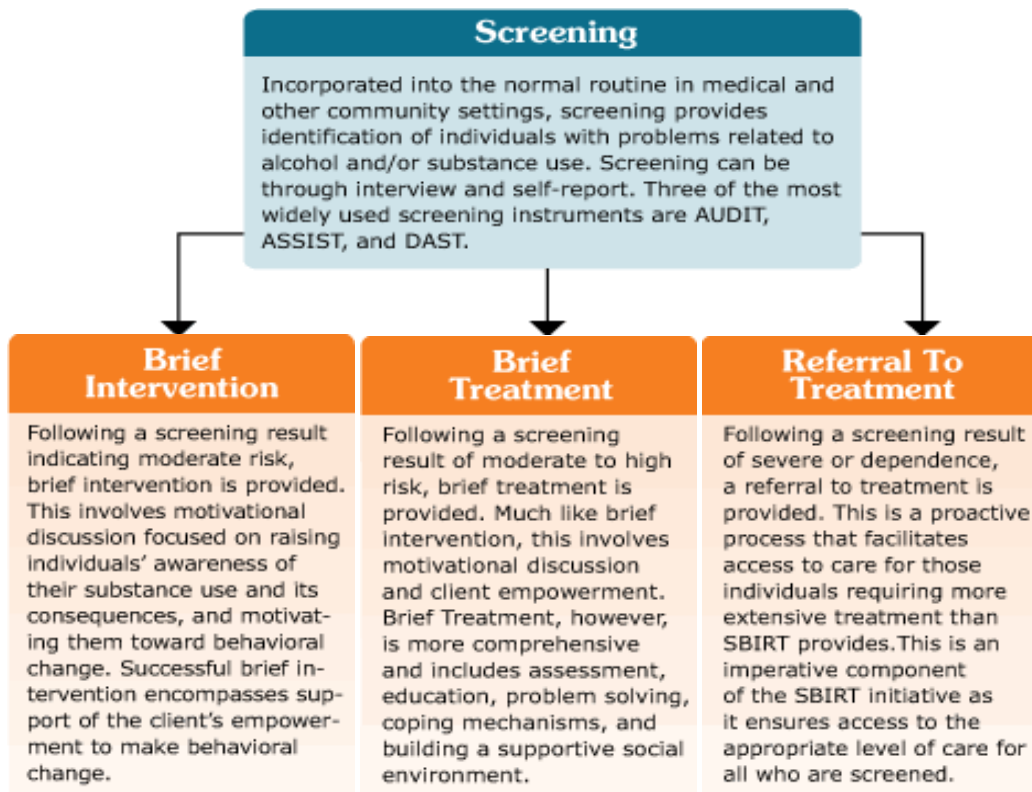 Screening
Incorporated into the normal routine in medical and
other community settings, screening provides
identification of individuals with problems related to
alcohol and/or substance use. Screening can be
through interview and self-report. Three of the most
widely used screening instruments are AUDIT,
ASSIST, and DAST.
Brief
Intervention
Following a screening result
indicating moderate risk,
brief intervention is provided.
This involves motivational
discussion focused on raising
individuals’ awareness of
their substance use and its
consequences, and motivat-
ing them toward behavioral
change. Successful brief in-
tervention encompasses sup-
port of the client’s empower-
ment to make behavioral
change.
Brief
Treatment
Following a screening
result of moderate to high
risk, brief treatment is
provided. Much like brief
intervention, this involves
motivational discussion
and client empowerment.
Brief Treatment, however,
is more comprehensive
and includes assessment,
education, problem solving,
coping mechanisms, and
building a supportive social
environment.
Referral To
Treatment
Following a screening result
of severe or dependence,
a referral to treatment is
provided. This is a proactive
process that facilitates
access to care for those
individuals requiring more
extensive treatment than
SBIRT provides.This is an
imperative component
of the SBIRT initiative as
it ensures access to the
appropriate level of care for
all who are screened.